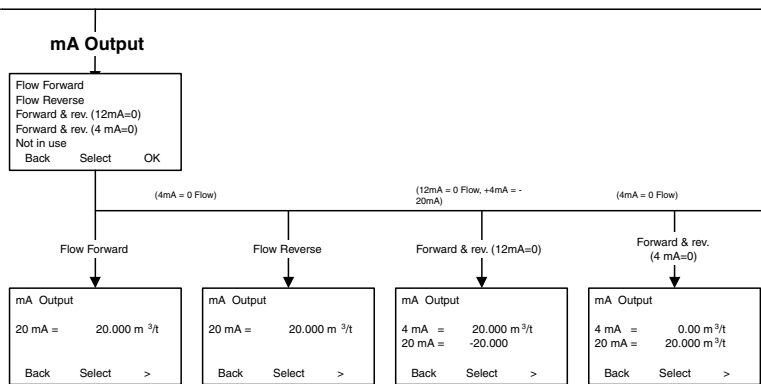 mA Output
Flow Forward
Flow Reverse
Forward & rev. (12mA=0)
Forward & rev. (4 mA=0)
Not in use
Back Select OK
(4mA = 0 Flow)
(12mA = 0 Flow, +4mA = -
20mA)
(4mA = 0 Flow)
Flow Forward
Flow Reverse
Forward & rev. (12mA=0)
Forward & rev.
(4 mA=0)
mA Output
20 mA = 20.000 m ³/t
Back Select >
mA Output
20 mA = 20.000 m ³/t
Back Select >
mA Output
4 mA = 20.000 m ³/t
20 mA = -20.000
Back Select >
mA Output
4 mA = 0.00 m ³/t
20 mA = 20.000 m ³/t
Back Select >